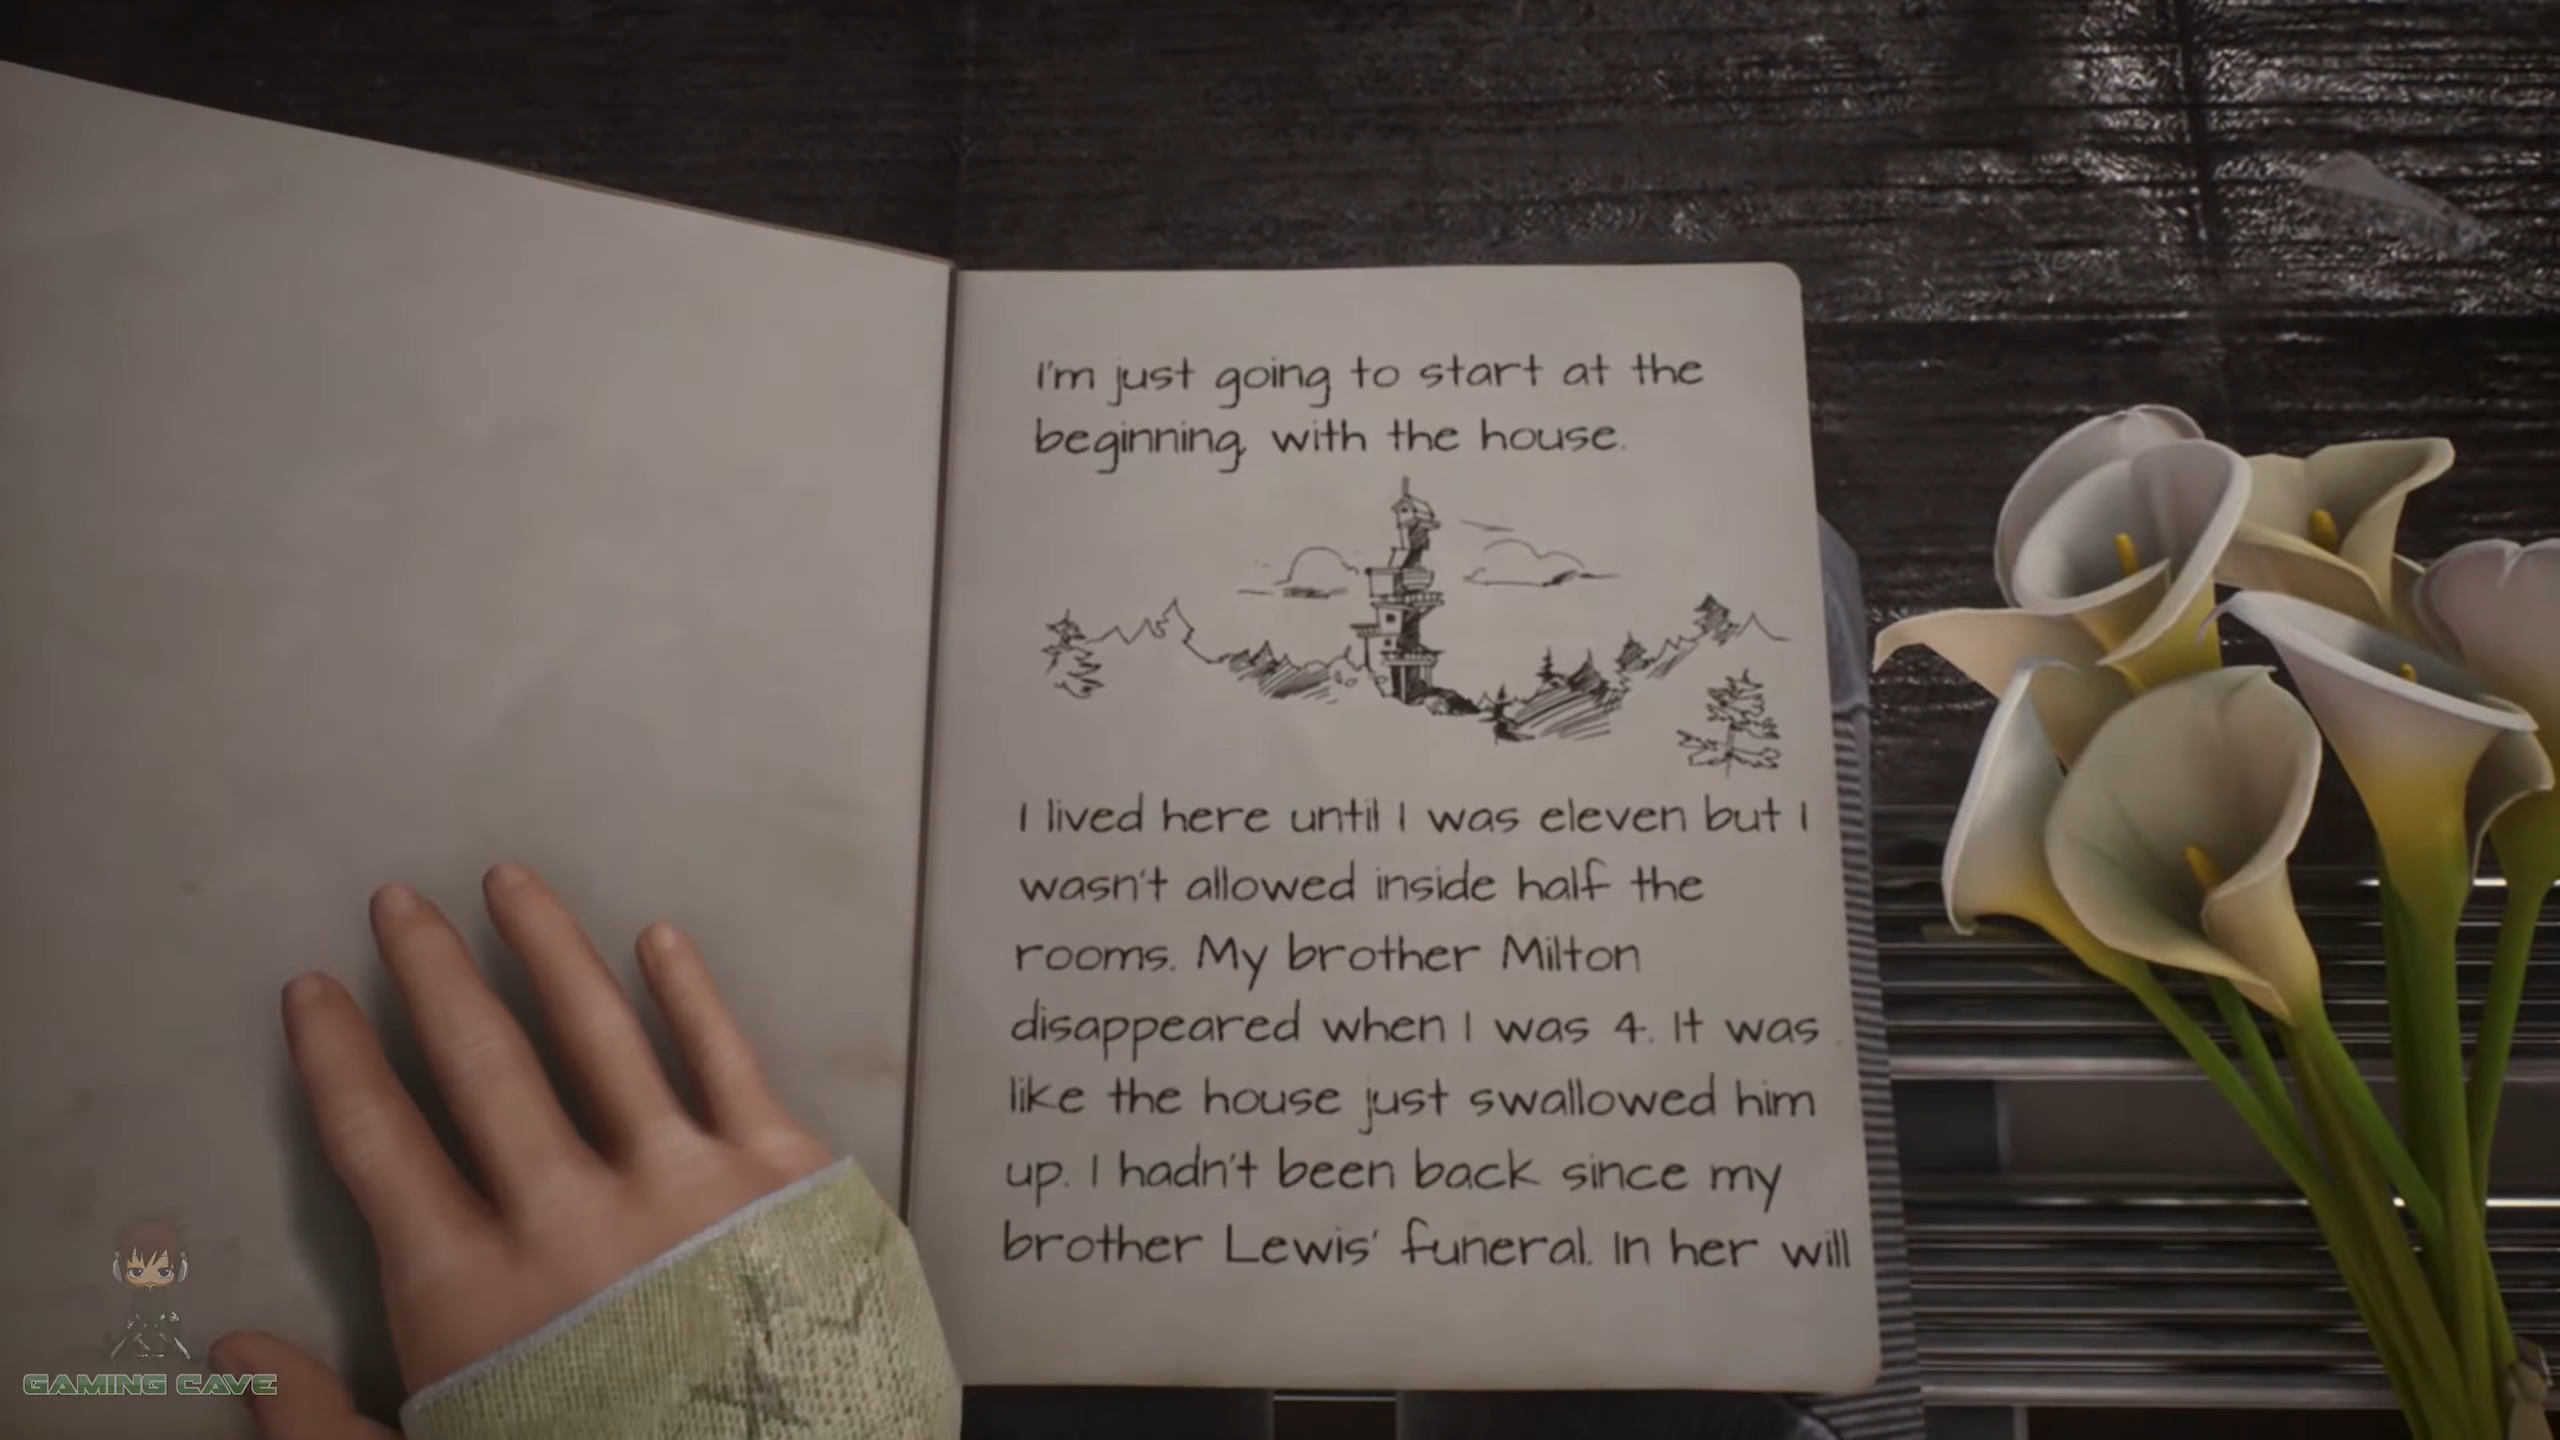 I'm just going to start at the
beginning, with the house.
I lived here until I was eleven but I
wasn't allowed inside half the
rooms. My brother Milton
disappeared when I was 4. It was
like the house just swallowed him
up. I hadn't been back since my
brother Lewis' funeral. In her will
GAMING CAVE